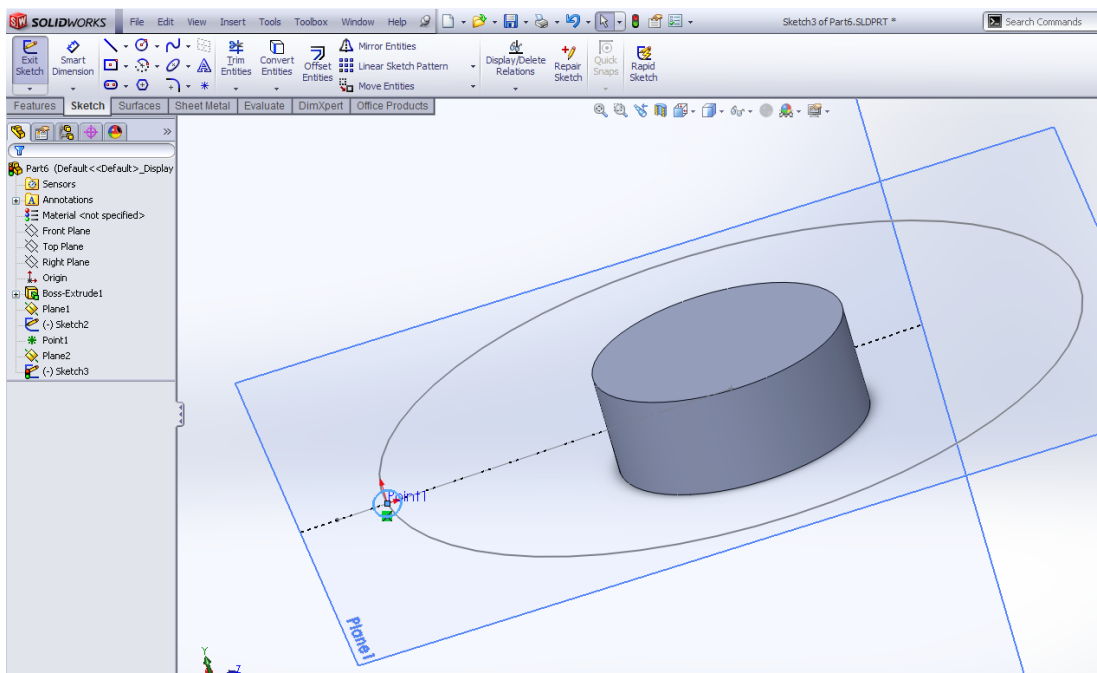 SOLIDWORKS File Edit View Insert Tools Toolbox Window Help Sketch3 of Part6.SLDPRT * Search Commands
Exit Sketch
Smart Dimension
Trim Entities
Convert Entities
Offset Entities
Mirror Entities
Linear Sketch Pattern
Move Entities
Display/Delete Relations
Repair Sketch
Quick Snaps
Rapid Sketch
Features Sketch Surfaces Sheet Metal Evaluate DimXpert Office Products
Part6 (Default<<Default>_Display
Sensors
Annotations
Material <not specified>
Front Plane
Top Plane
Right Plane
Origin
Boss-Extrude1
Plane1
(-) Sketch2
Point1
Plane2
(-) Sketch3
Point1
Plane1
Y
Z